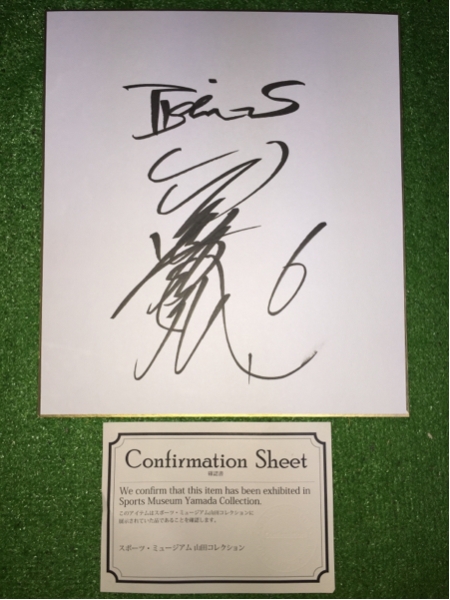 6
Confirmation Sheet
確認書
We confirm that this item has been exhibited in
Sports Museum Yamada Collection.
このアイテムはスポーツ・ミュージアム山田コレクションに
展示されていた品であることを確認します。
スポーツ・ミュージアム 山田コレクション